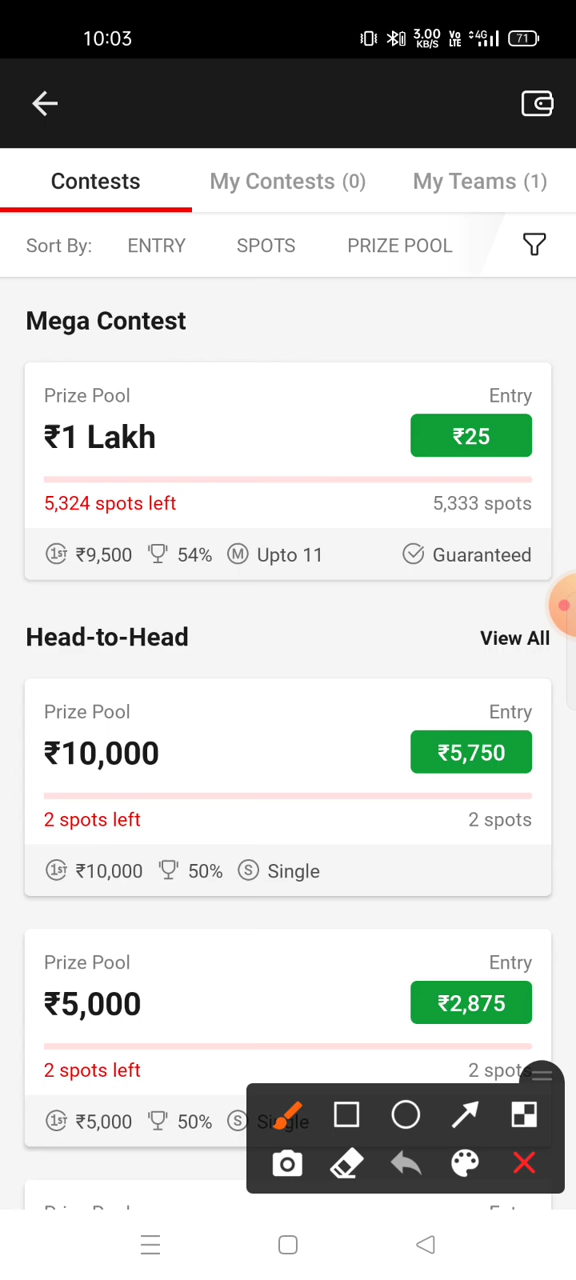 10:03 3.00 KB/S Vo LTE 4G 71
Contests My Contests (0) My Teams (1)
Sort By: ENTRY SPOTS PRIZE POOL
Mega Contest
Prize Pool Entry
₹1 Lakh ₹25
5,324 spots left 5,333 spots
1ST ₹9,500 54% M Upto 11 Guaranteed
Head-to-Head View All
Prize Pool Entry
₹10,000 ₹5,750
2 spots left 2 spots
1ST ₹10,000 50% S Single
Prize Pool Entry
₹5,000 ₹2,875
2 spots left 2 spots
1ST ₹5,000 50% S Single